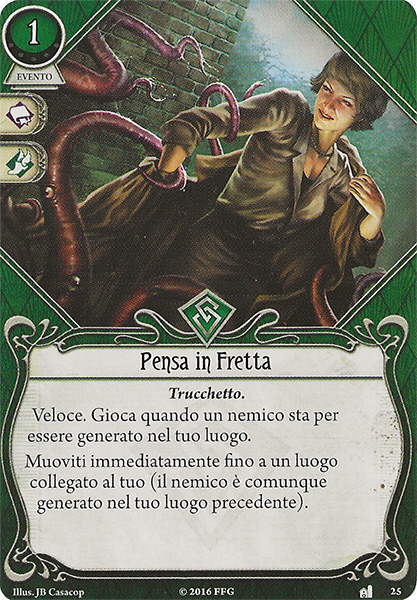 1
EVENTO
Pensa in Fretta
Trucchetto.
Veloce. Gioca quando un nemico sta per
essere generato nel tuo luogo.
Muoviti immediatamente fino a un luogo
collegato al tuo (il nemico è comunque
generato nel tuo luogo precedente).
Illus. JB Casacop © 2016 FFG 25